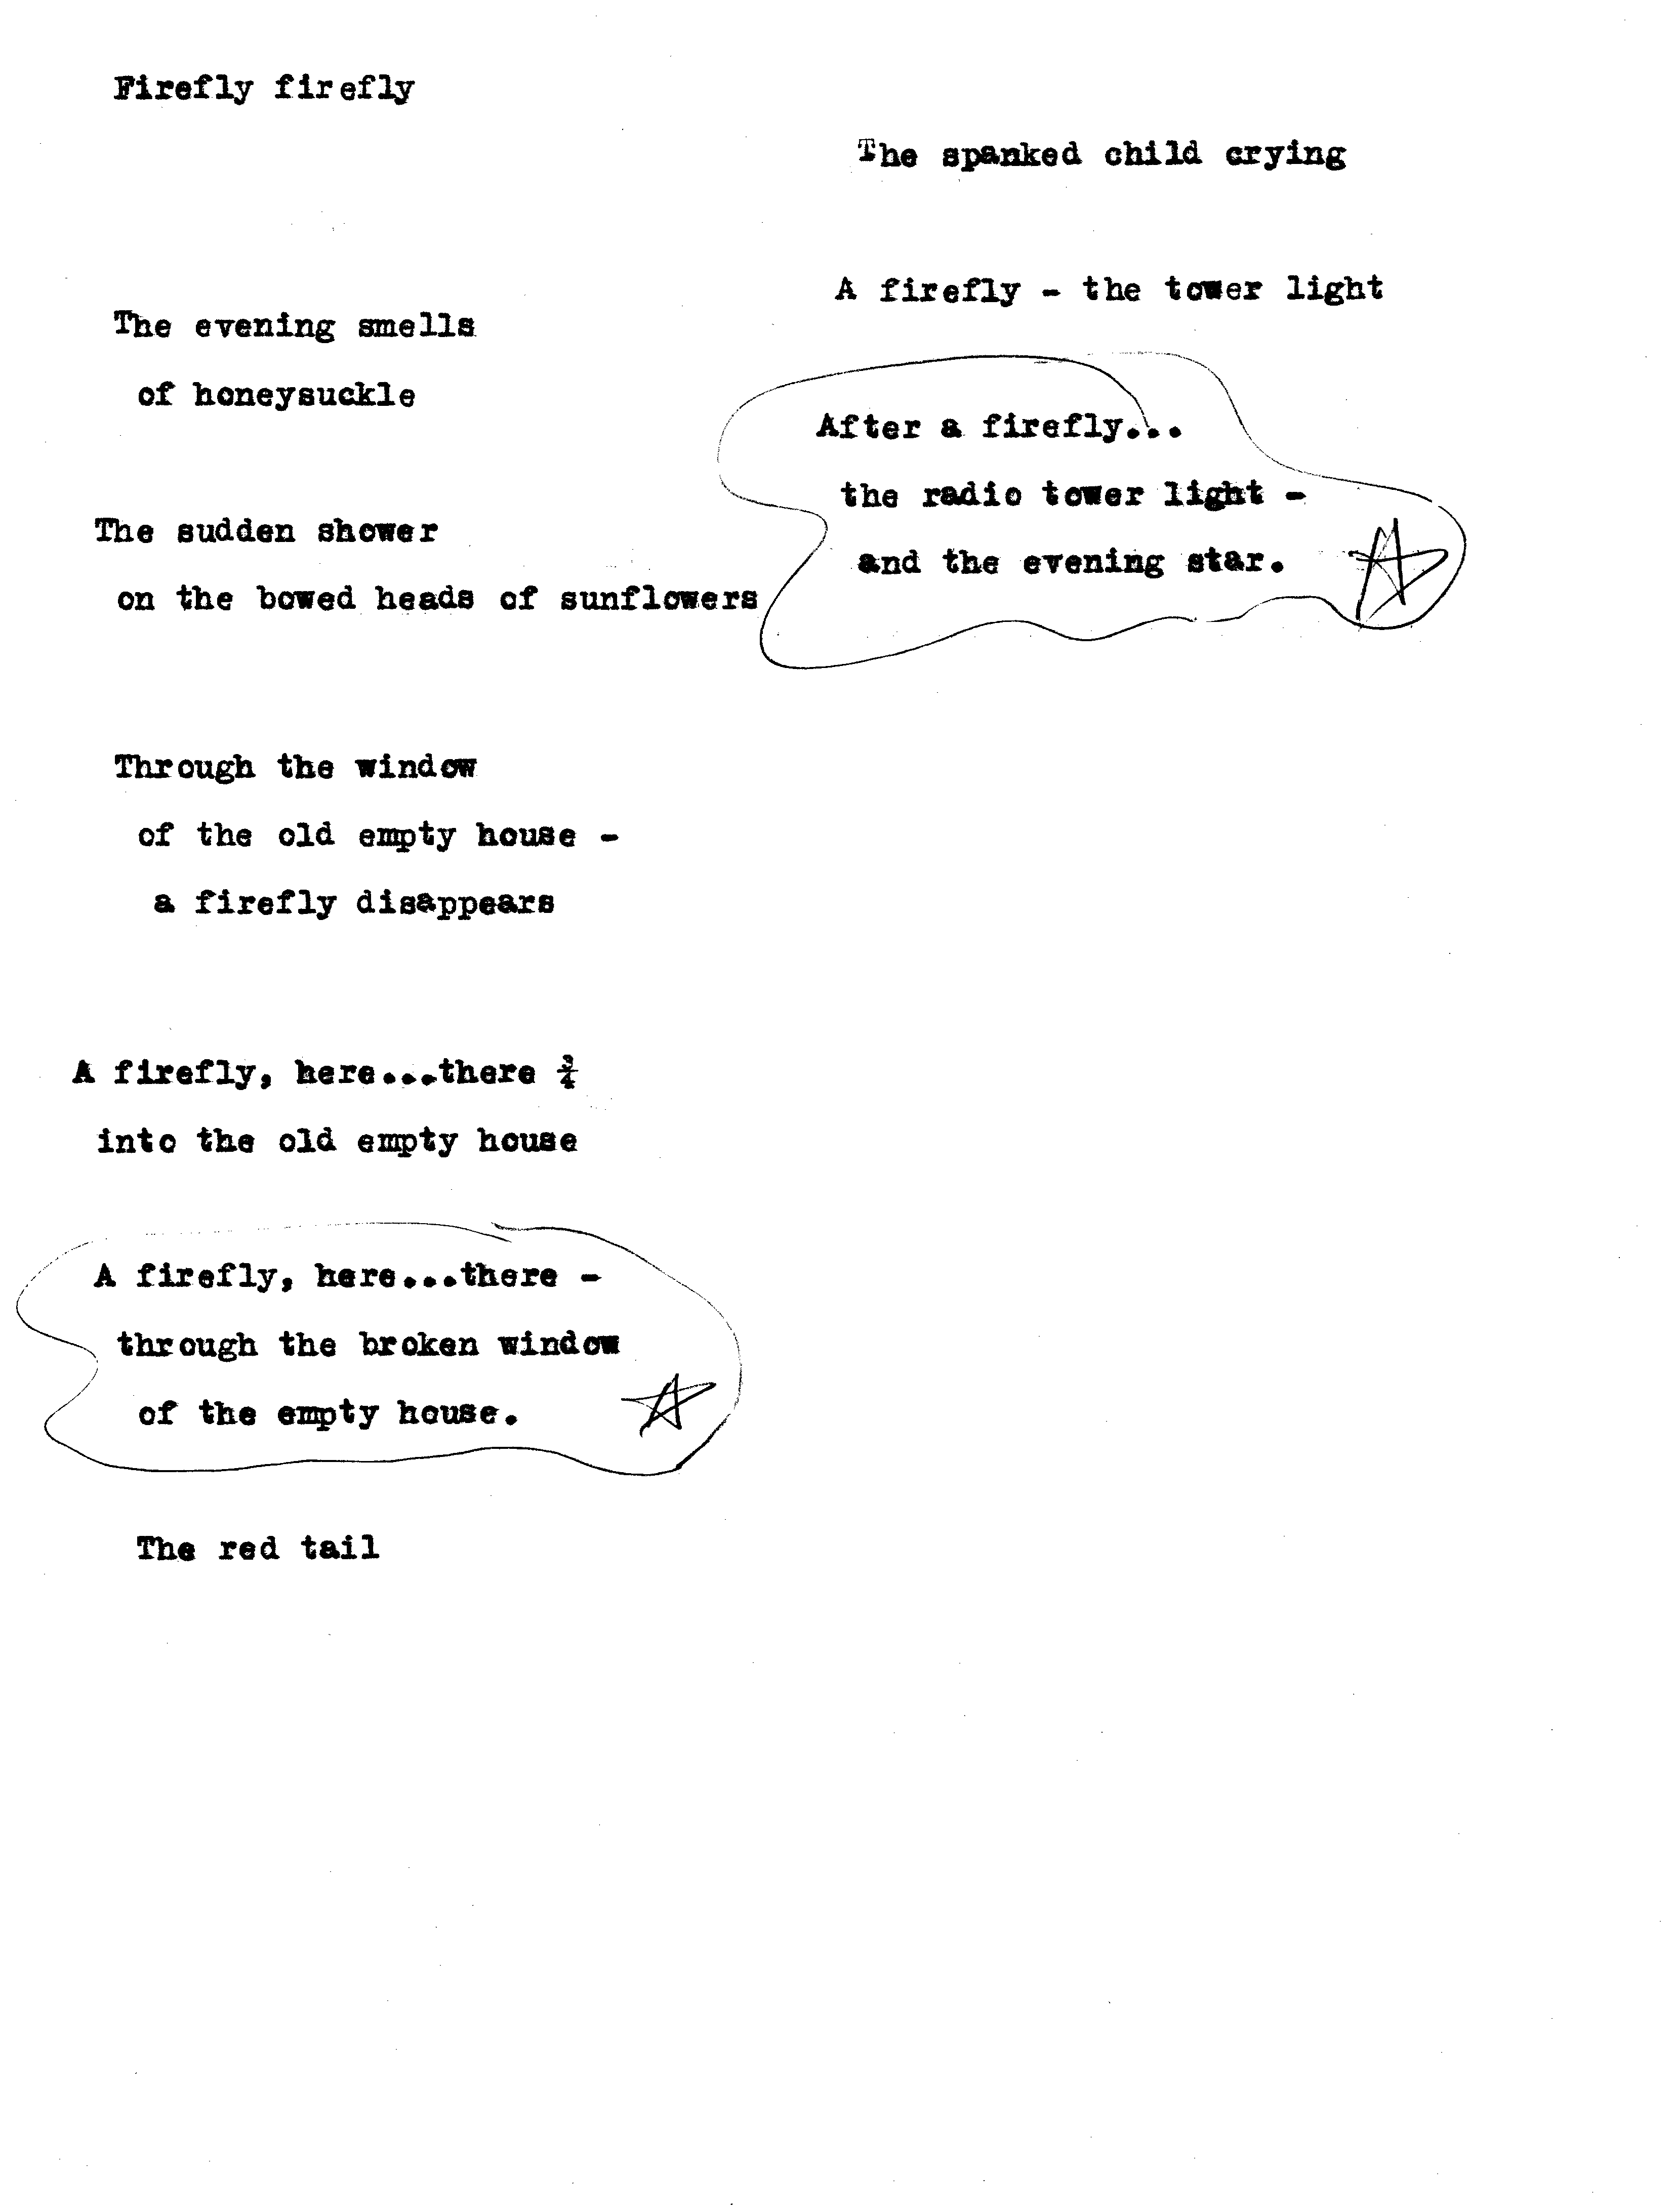 Firefly firefly
The evening smells
of honeysuckle
The sudden shower
on the bowed heads of sunflowers
Through the window
of the old empty house -
a firefly disappears
A firefly, here...there ¾
into the old empty house
A firefly, here...there -
through the broken window
of the empty house.
The red tail
The spanked child crying
A firefly - the tower light
After a firefly...
the radio tower light -
and the evening star.